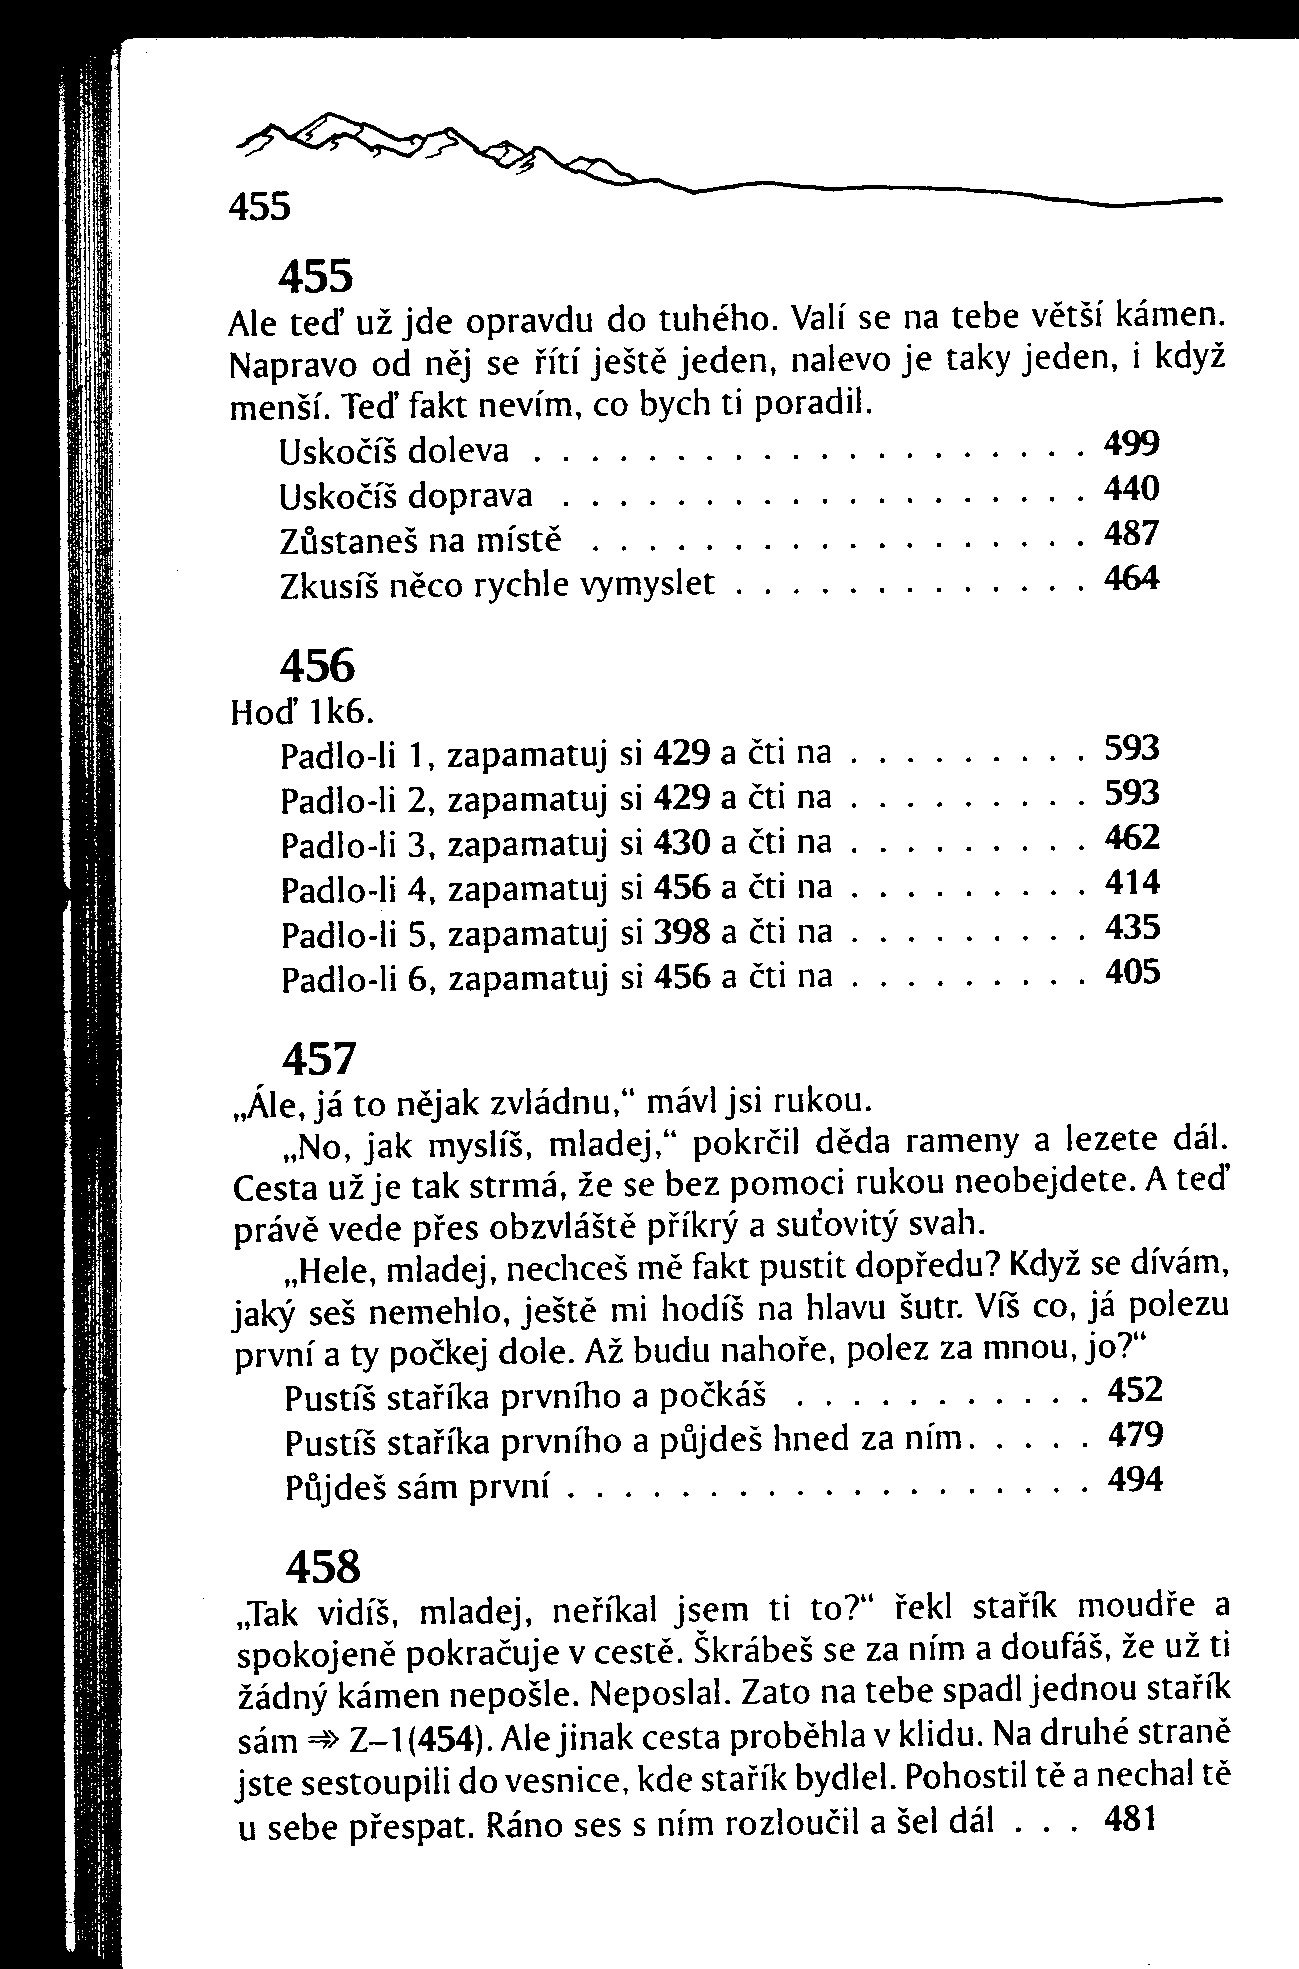 455
455
Ale teď už jde opravdu do tuhého. Valí se na tebe větší kámen.
Napravo od něj se řítí ještě jeden, nalevo je taky jeden, i když
menší. Teď fakt nevím, co bych ti poradil.
Uskočíš doleva . . . . . . . . . . . . . . . . . . . . 499
Uskočíš doprava . . . . . . . . . . . . . . . . . . . 440
Zůstaneš na místě . . . . . . . . . . . . . . . . . . 487
Zkusíš něco rychle vymyslet . . . . . . . . . . . . . 464
456
Hoď 1k6.
Padlo-li 1, zapamatuj si 429 a čti na . . . . . . . . . 593
Padlo-li 2, zapamatuj si 429 a čti na . . . . . . . . . 593
Padlo-li 3, zapamatuj si 430 a čti na . . . . . . . . . 462
Padlo-li 4, zapamatuj si 456 a čti na . . . . . . . . . 414
Padlo-li 5, zapamatuj si 398 a čti na . . . . . . . . . 435
Padlo-li 6, zapamatuj si 456 a čti na . . . . . . . . . 405
457
„Ále, já to nějak zvládnu,“ mávl jsi rukou.
„No, jak myslíš, mladej,“ pokrčil děda rameny a lezete dál.
Cesta už je tak strmá, že se bez pomoci rukou neobejdete. A teď
právě vede přes obzvláště příkrý a suťovitý svah.
„Hele, mladej, nechceš mě fakt pustit dopředu? Když se dívám,
jaký seš nemehlo, ještě mi hodíš na hlavu šutr. Víš co, já polezu
první a ty počkej dole. Až budu nahoře, polez za mnou, jo?“
Pustíš staříka prvního a počkáš . . . . . . . . . . . 452
Pustíš staříka prvního a půjdeš hned za ním. . . . . 479
Půjdeš sám první . . . . . . . . . . . . . . . . . . . 494
458
„Tak vidíš, mladej, neříkal jsem ti to?“ řekl stařík moudře a
spokojeně pokračuje v cestě. Škrábeš se za ním a doufáš, že už ti
žádný kámen nepošle. Neposlal. Zato na tebe spadl jednou stařík
sám ⇒ Z–1(454). Ale jinak cesta proběhla v klidu. Na druhé straně
jste sestoupili do vesnice, kde stařík bydlel. Pohostil tě a nechal tě
u sebe přespat. Ráno ses s ním rozloučil a šel dál . . . 481